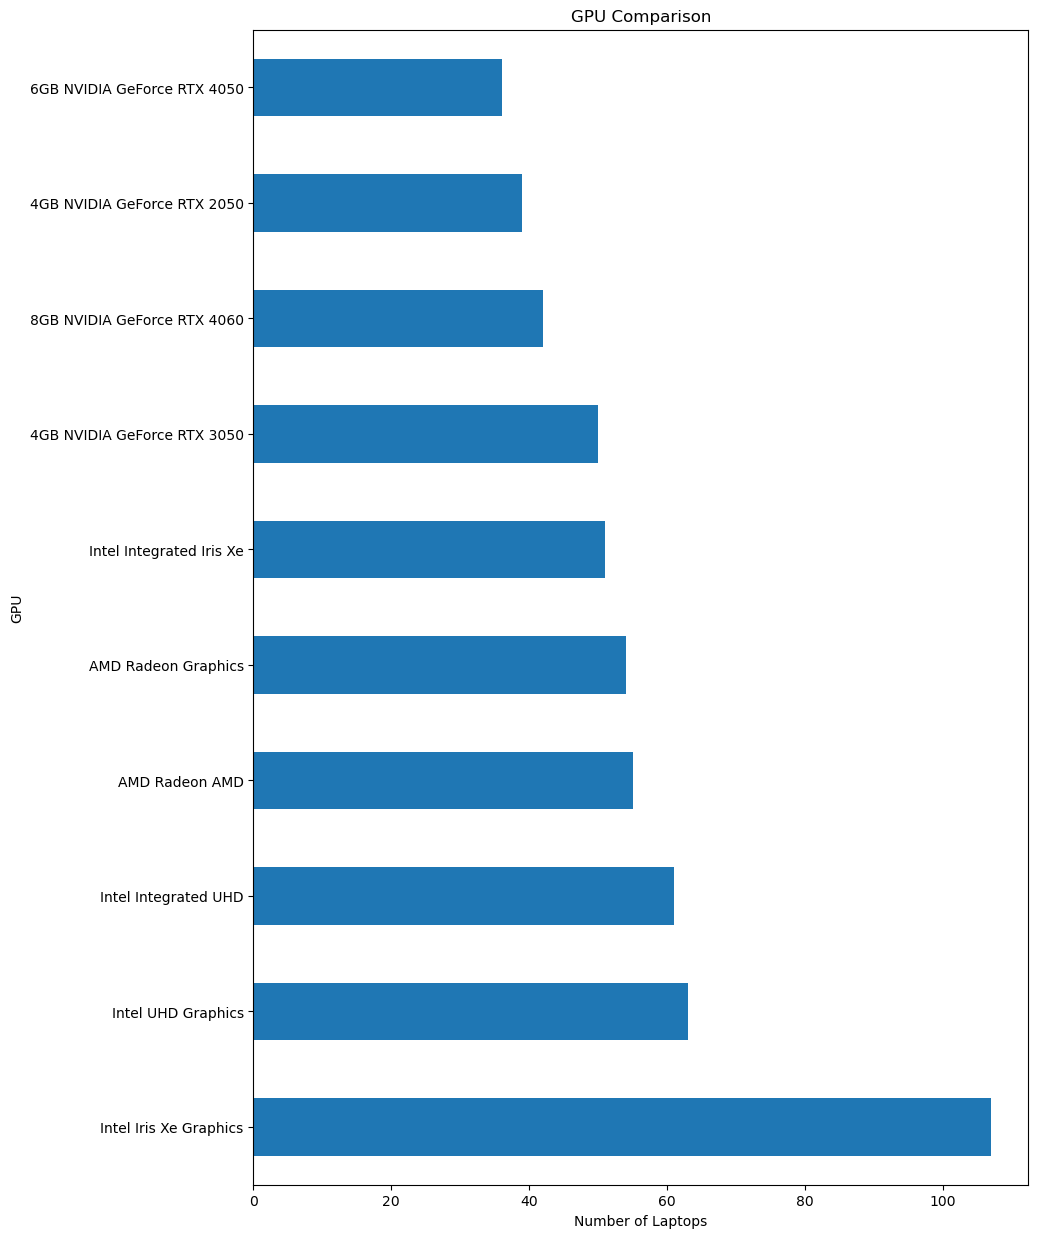 GPU Comparison
6GB NVIDIA GeForce RTX 4050
4GB NVIDIA GeForce RTX 2050
8GB NVIDIA GeForce RTX 4060
4GB NVIDIA GeForce RTX 3050
Intel Integrated Iris Xe
AMD Radeon Graphics
AMD Radeon AMD
Intel Integrated UHD
Intel UHD Graphics
Intel Iris Xe Graphics
GPU
0 20 40 60 80 100
Number of Laptops